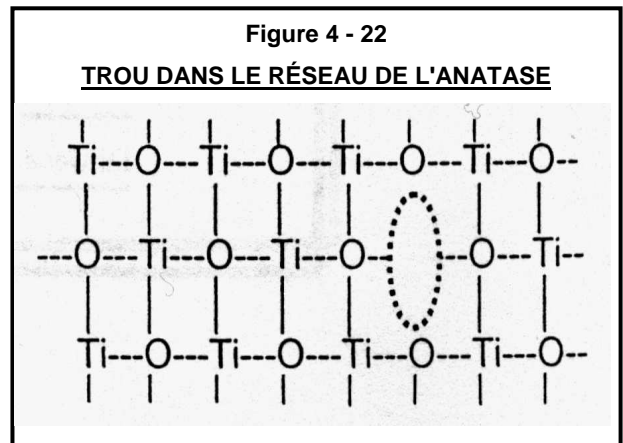 Figure 4 - 22
TROU DANS LE RÉSEAU DE L'ANATASE
Ti---O---Ti---O---Ti---O---Ti---O--
---O---Ti---O---Ti---O-- --O---Ti--
Ti---O---Ti---O---Ti---O---Ti---O--